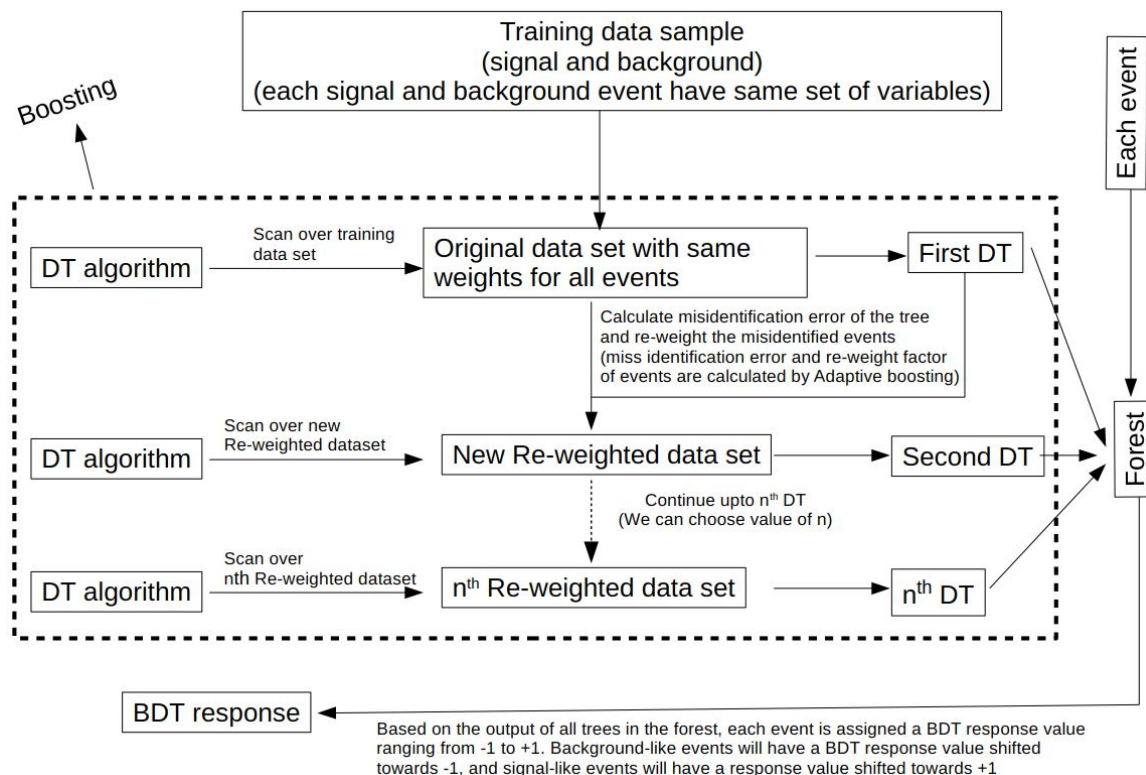 Training data sample
(signal and background)
(each signal and background event have same set of variables)
Boosting
Each event
DT algorithm
Scan over training
data set
Original data set with same
weights for all events
First DT
Calculate misidentification error of the tree
and re-weight the misidentified events
(miss identification error and re-weight factor
of events are calculated by Adaptive boosting)
DT algorithm
Scan over new
Re-weighted dataset
New Re-weighted data set
Second DT
Forest
Continue upto nth DT
(We can choose value of n)
DT algorithm
Scan over
nth Re-weighted dataset
nth Re-weighted data set
nth DT
BDT response
Based on the output of all trees in the forest, each event is assigned a BDT response value
ranging from -1 to +1. Background-like events will have a BDT response value shifted
towards -1, and signal-like events will have a response value shifted towards +1